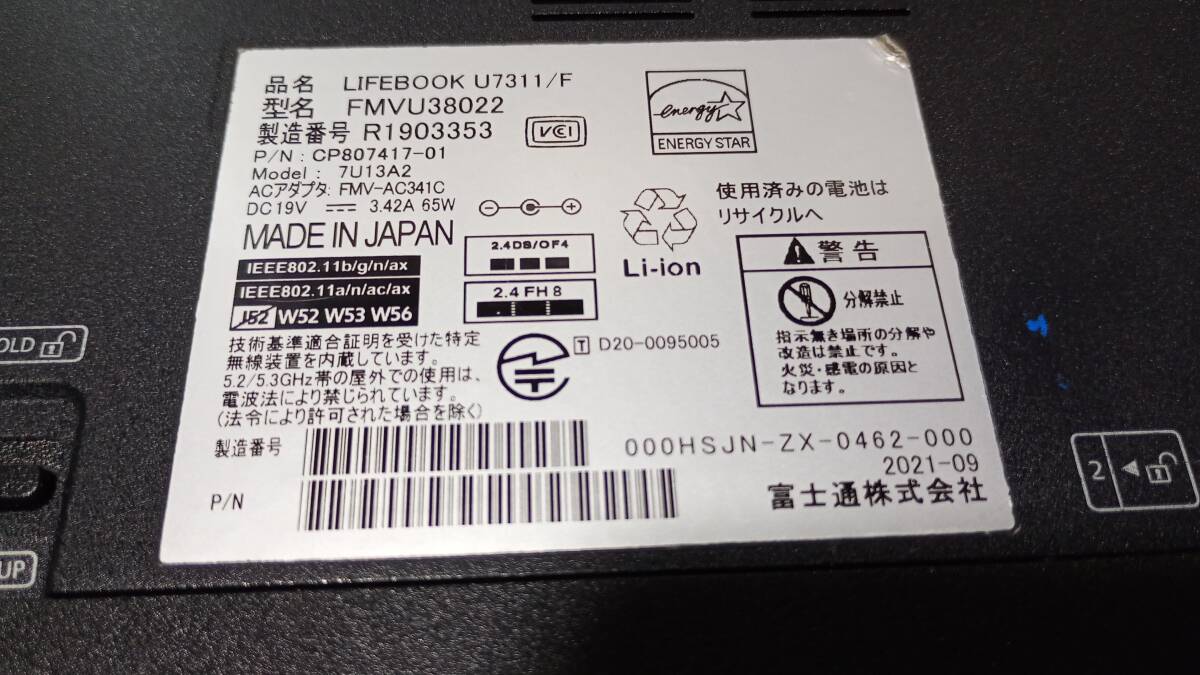 品名 LIFEBOOK U7311/F
型名 FMVU38022
製造番号 R1903353
VCI
P/N : CP807417-01
Model : 7U13A2
ACアダプタ: FMV-AC341C
DC19V 3.42A 65W
MADE IN JAPAN
energy
ENERGY STAR
IEEE802.11b/g/n/ax
IEEE802.11a/n/ac/ax
J52 W52 W53 W56
2.4DS/OF4
2.4 FH 8
Li-ion
使用済みの電池は
リサイクルへ
警告
分解禁止
指示無き場所の分解や
改造は禁止です。
火災・感電の原因と
なります。
技術基準適合証明を受けた特定
無線装置を内蔵しています。
5.2/5.3GHz帯の屋外での使用は、
電波法により禁じられています。
(法令により許可された場合を除く)
T D20-0095005
製造番号
P/N
000HSJN-ZX-0462-000
2021-09
富士通株式会社
OLD
UP
2